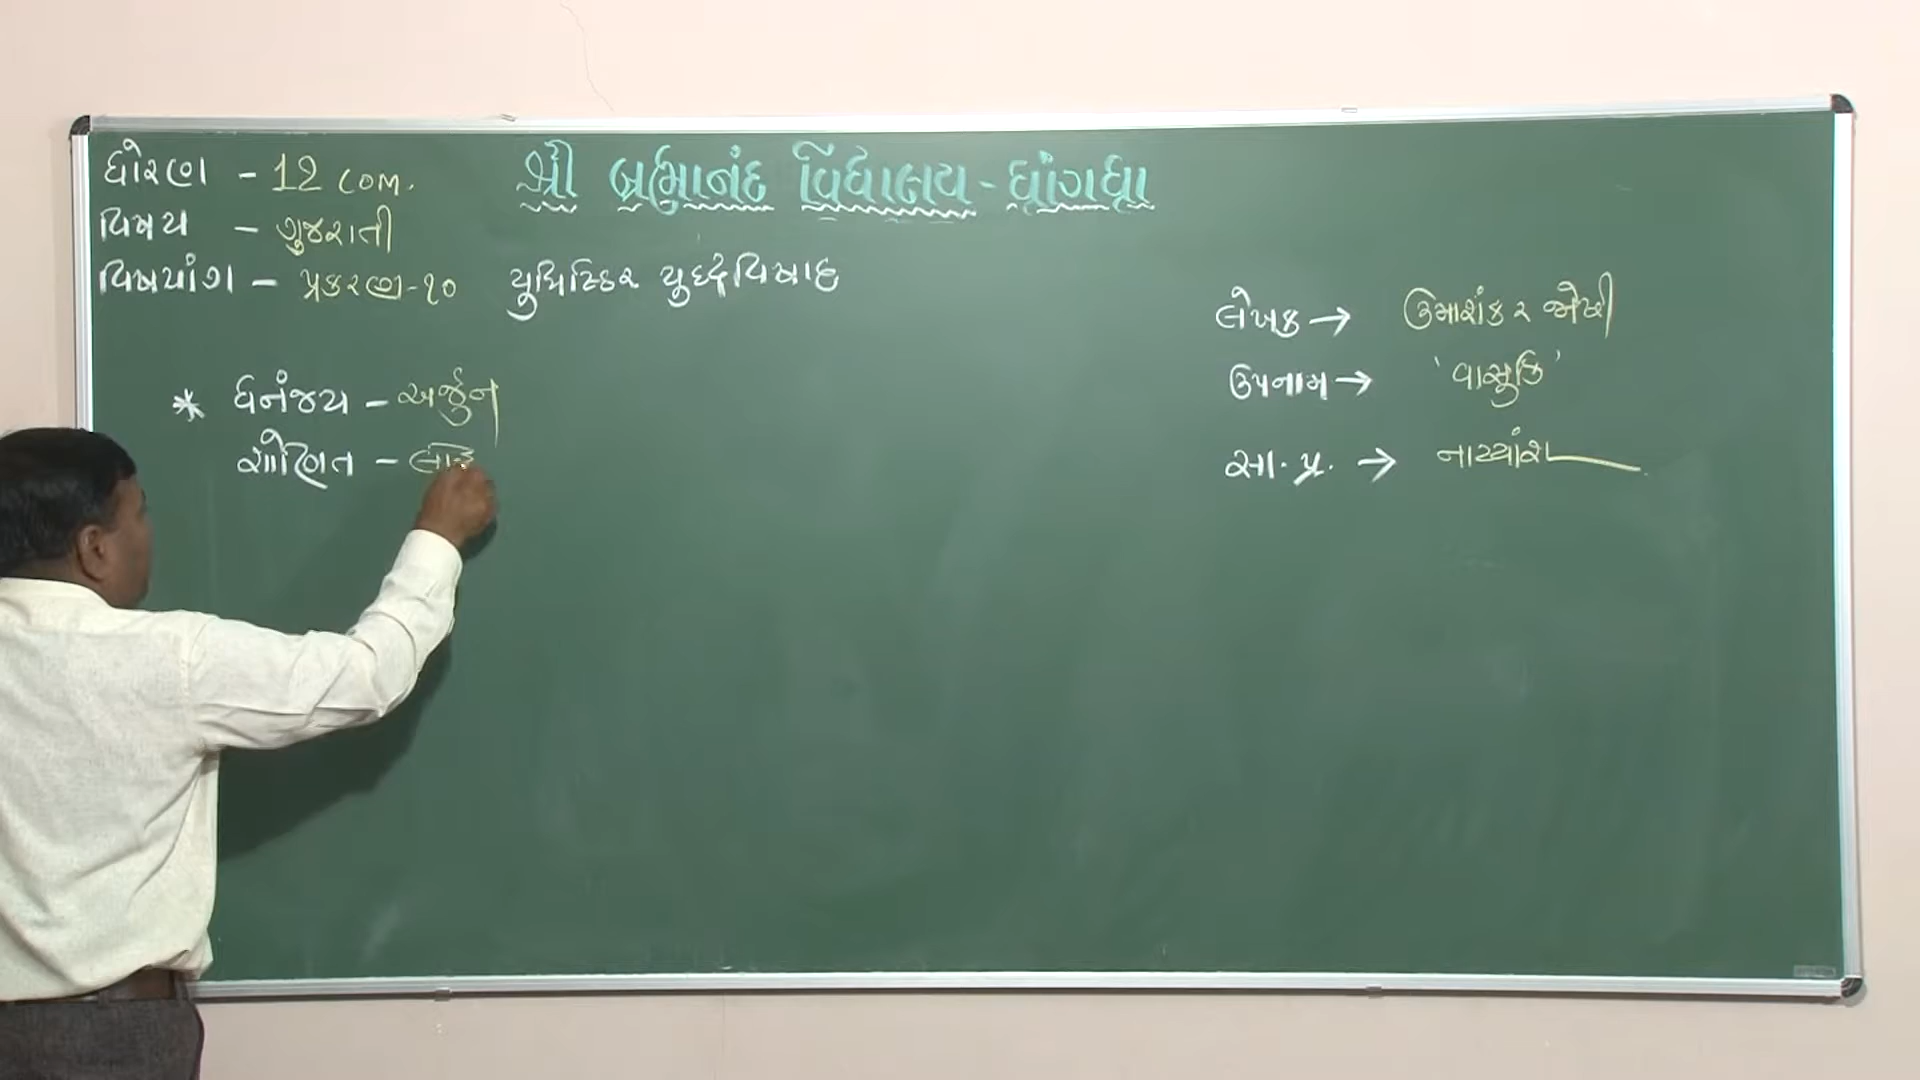 શ્રી બ્રહ્માનંદ વિદ્યાલય - ધ્રાંગધ્રા
ધોરણ - 12 com.
વિષય - ગુજરાતી
વિષયાંગ - પ્રકરણ-૧૦ યુધિષ્ઠિર યુદ્ધવિષાદ
લેખક → ઉમાશંકર જોષી
ઉપનામ → 'વાસુકિ'
સા. પ્ર. → નાટ્યાંશ
* ધનંજય - અર્જુન
શોણિત -